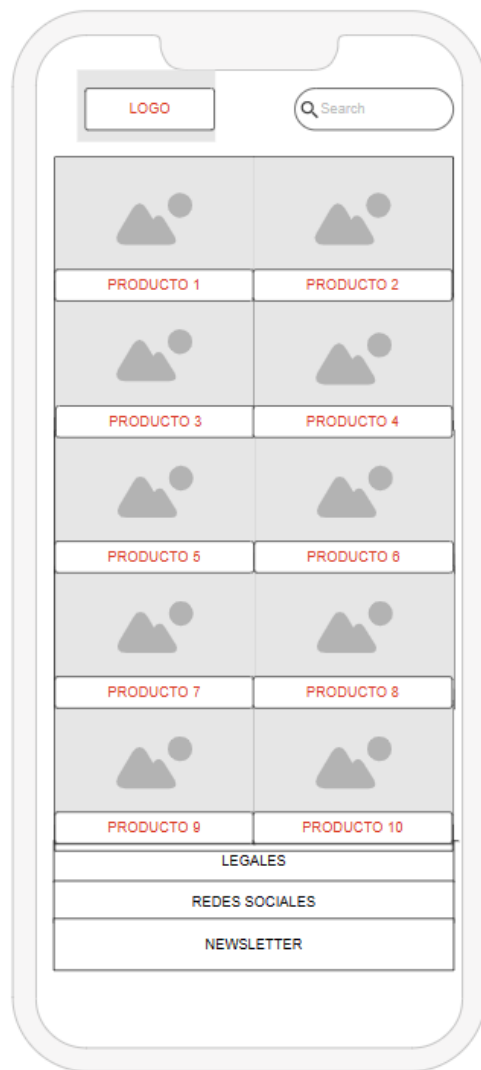 LOGO
Search
PRODUCTO 1
PRODUCTO 2
PRODUCTO 3
PRODUCTO 4
PRODUCTO 5
PRODUCTO 6
PRODUCTO 7
PRODUCTO 8
PRODUCTO 9
PRODUCTO 10
LEGALES
REDES SOCIALES
NEWSLETTER